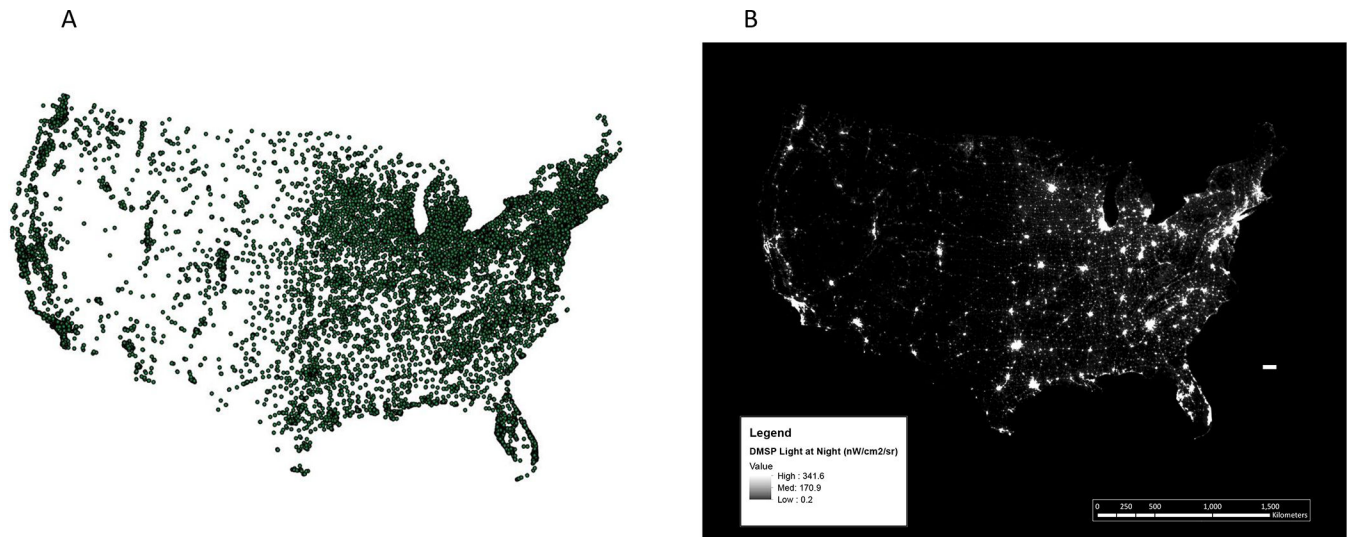 A
B
Legend
DMSP Light at Night (nW/cm2/sr)
Value
High : 341.6
Med: 170.9
Low : 0.2
0 250 500 1,000 1,500
Kilometers